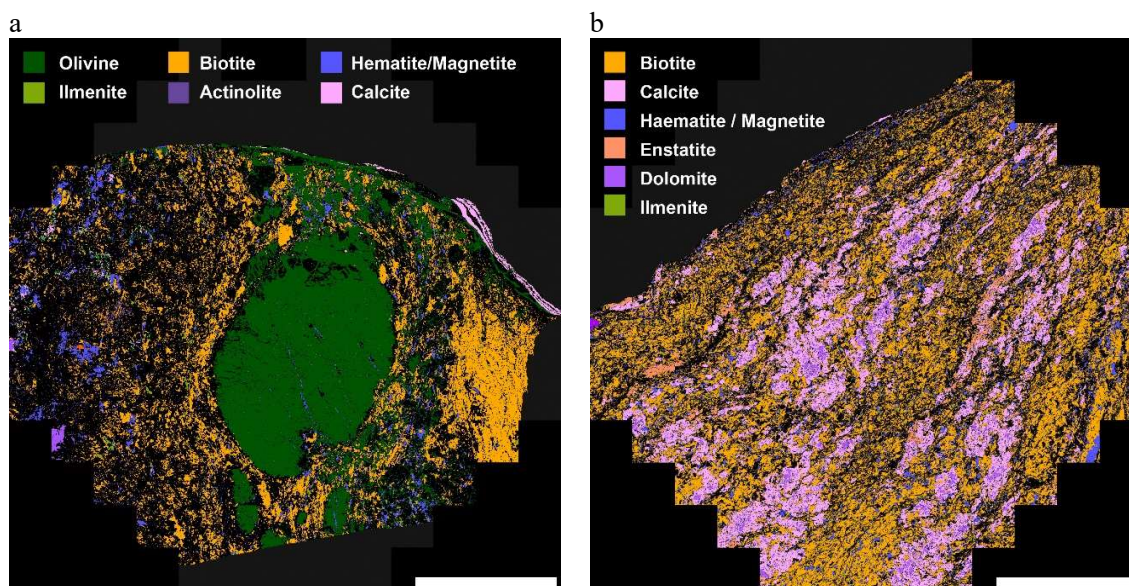 a
Olivine Biotite Hematite/Magnetite
Ilmenite Actinolite Calcite
b
Biotite
Calcite
Haematite / Magnetite
Enstatite
Dolomite
Ilmenite